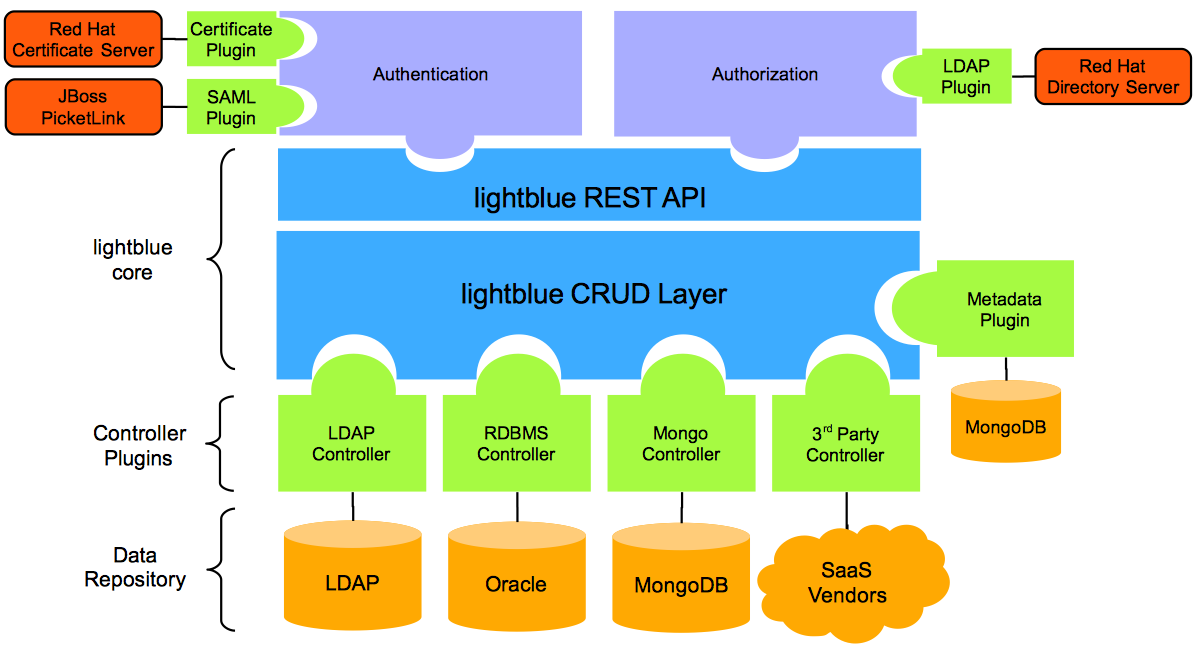 Red Hat
Certificate Server
Certificate
Plugin
Authentication
Authorization
LDAP
Plugin
Red Hat
Directory Server
JBoss
PicketLink
SAML
Plugin
lightblue REST API
lightblue
core
lightblue CRUD Layer
Metadata
Plugin
MongoDB
Controller
Plugins
LDAP
Controller
RDBMS
Controller
Mongo
Controller
3rd Party
Controller
Data
Repository
LDAP
Oracle
MongoDB
SaaS
Vendors